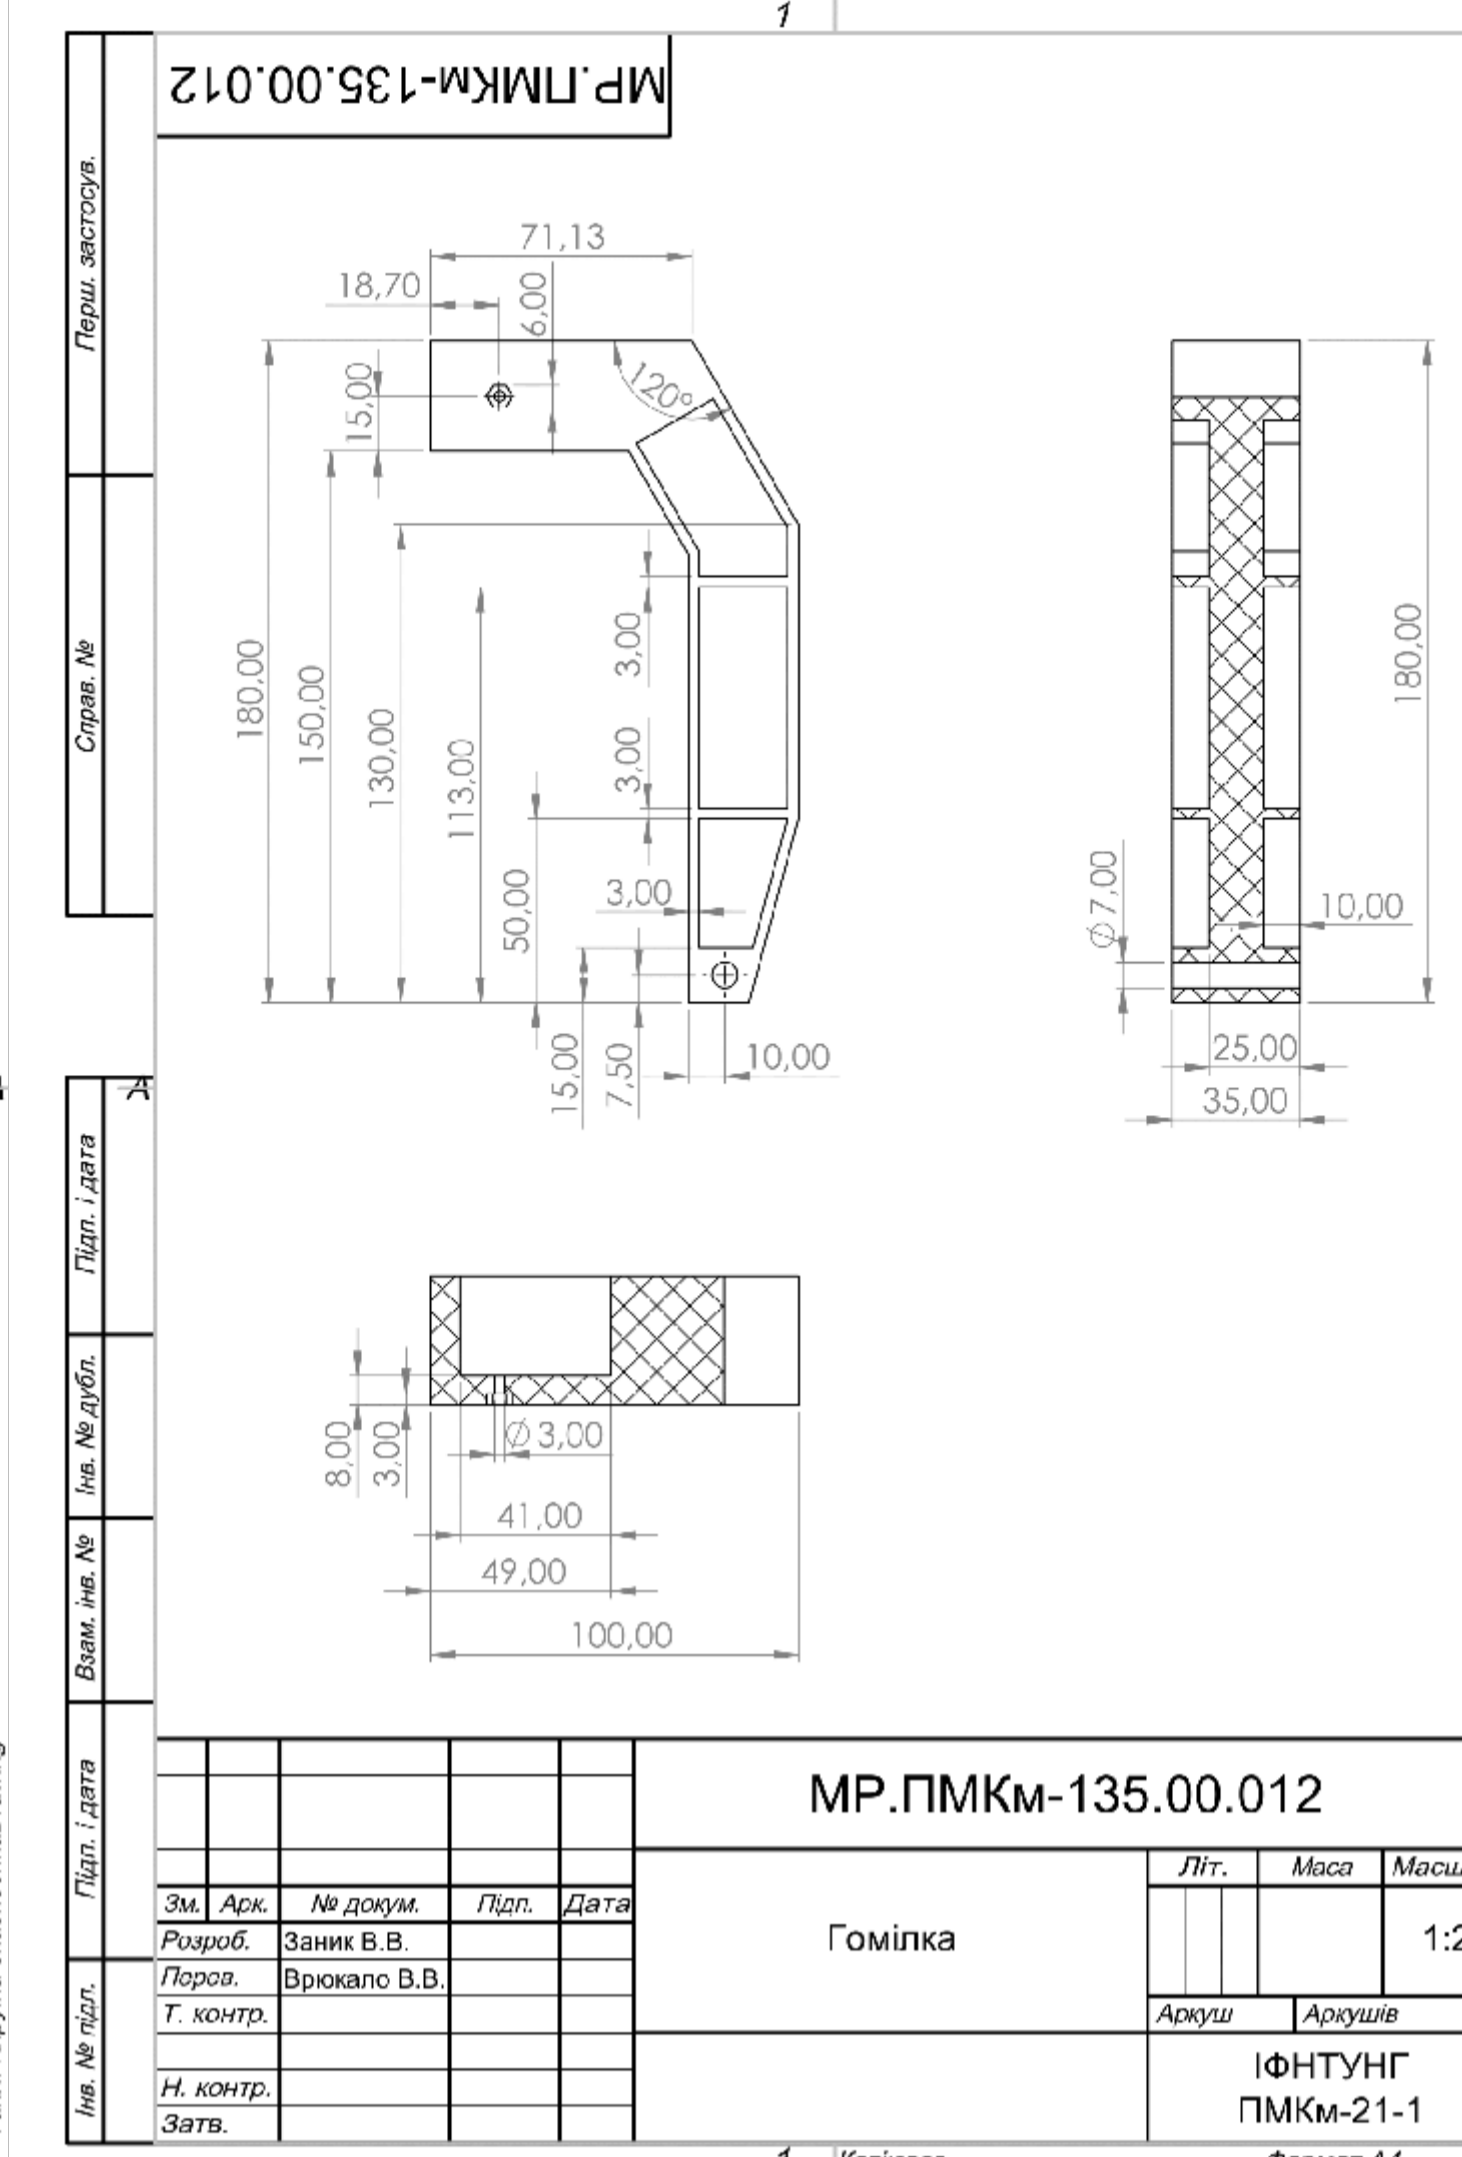 1
МР.ПМКм-135.00.012
Перш. застосув.
Справ. №
71,13
18,70
6,00
120°
15,00
180,00
150,00
130,00
113,00
3,00
3,00
50,00
3,00
15,00
7,50
10,00
180,00
Ø7,00
10,00
25,00
35,00
A
Підп. і дата
Інв. № дубл.
Взам. інв. №
Підп. і дата
Інв. № підл.
8,00
3,00
Ø3,00
41,00
49,00
100,00
МР.ПМКм-135.00.012
Літ. Маса
Зм. Арк. № докум. Підп. Дата
Розроб. Заник В.В.
Гомілка
1:2
Врюкало В.В.
Т. контр.
Аркуш Аркушів
Н. контр.
Затв.
ІФНТУНГ
ПМКм-21-1